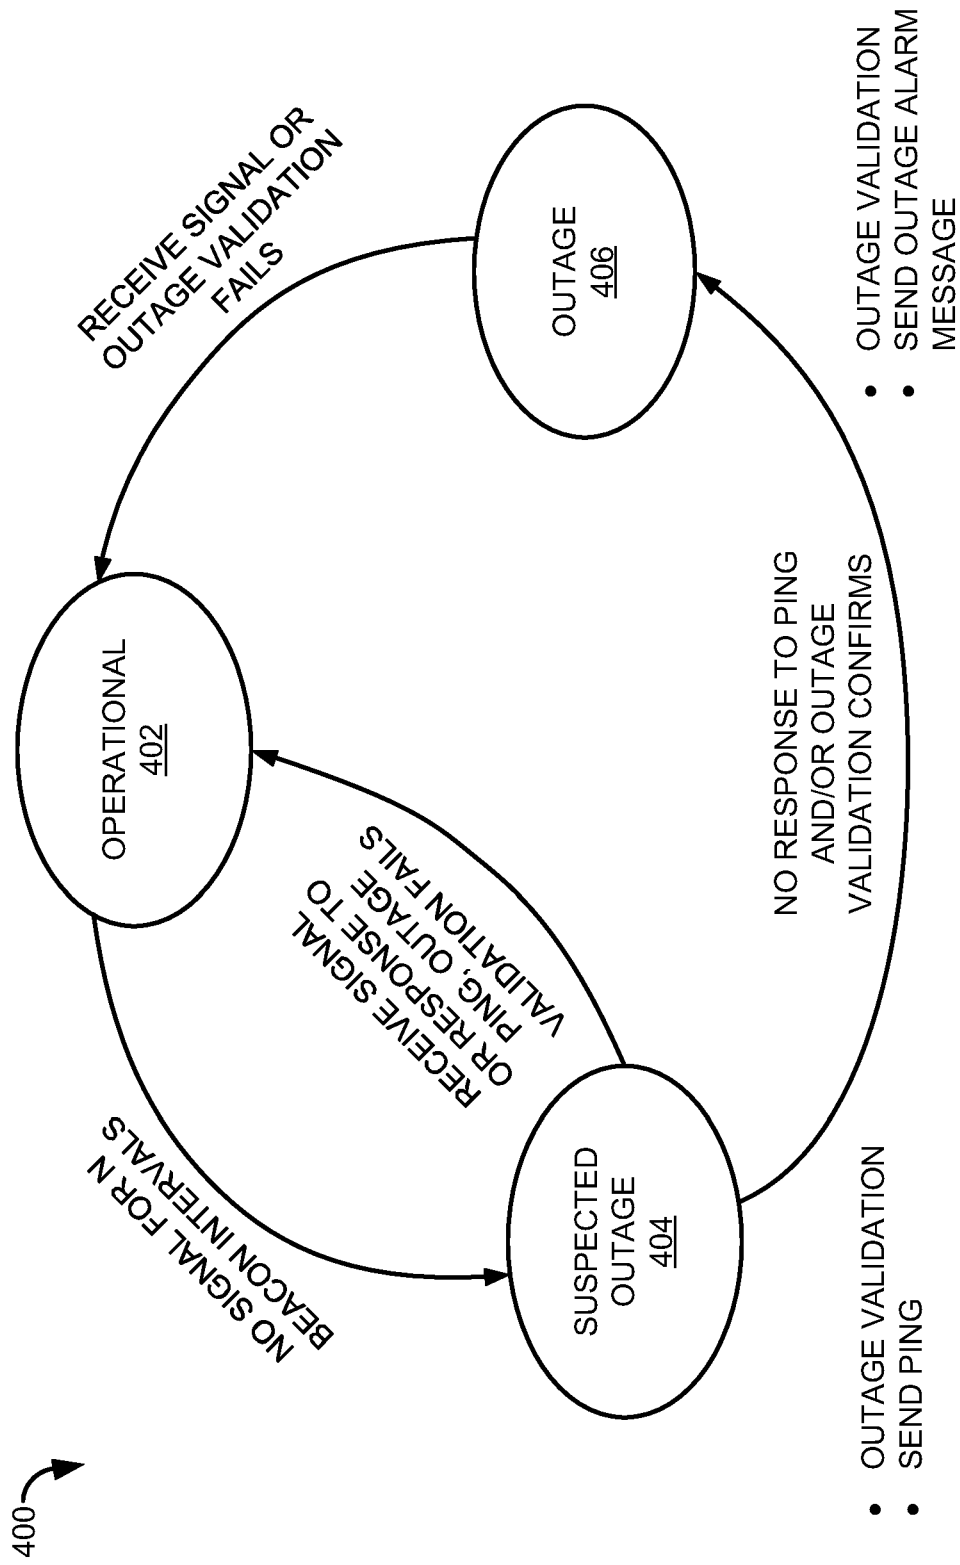 400
OPERATIONAL
402
NO SIGNAL FOR N
BEACON INTERVALS
RECEIVE SIGNAL OR
OUTAGE VALIDATION
FAILS
RECEIVE SIGNAL
OR RESPONSE TO
PING, OUTAGE
VALIDATION FAILS
SUSPECTED
OUTAGE
404
OUTAGE
406
NO RESPONSE TO PING
AND/OR OUTAGE
VALIDATION CONFIRMS
• OUTAGE VALIDATION
• SEND PING
• OUTAGE VALIDATION
• SEND OUTAGE ALARM
MESSAGE